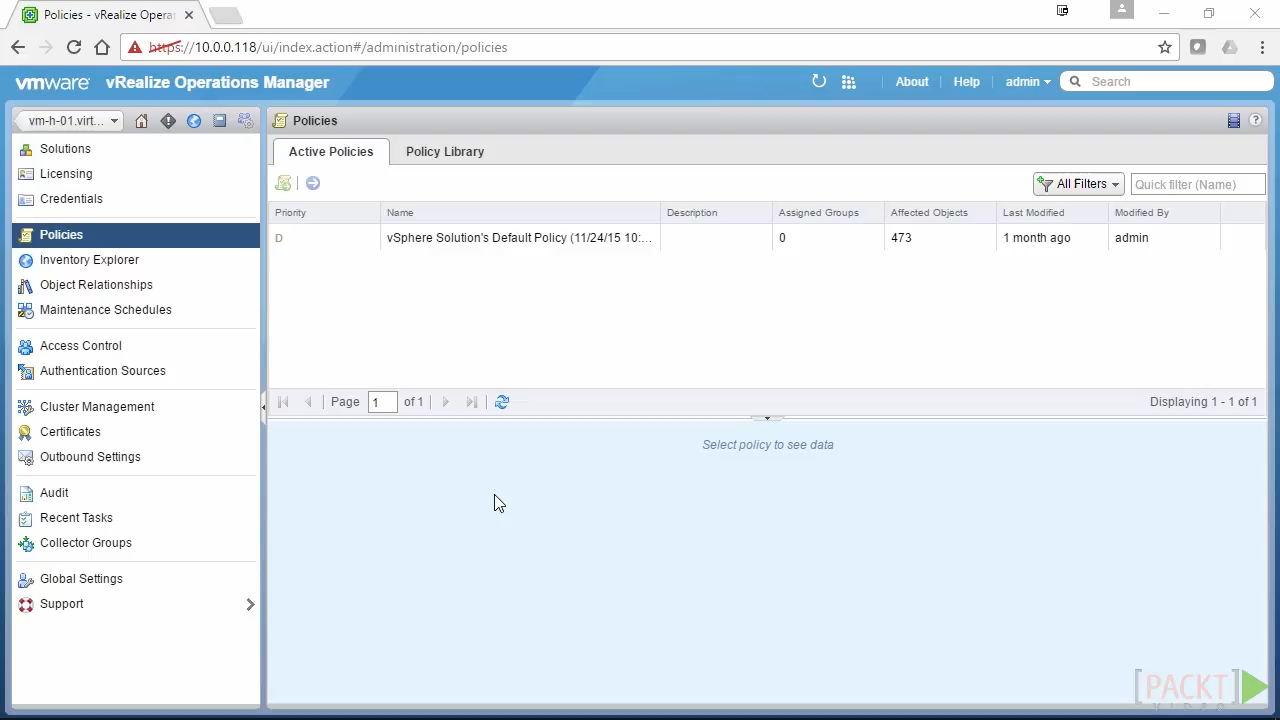 Policies - vRealize Opera
https://10.0.0.118/ui/index.action#/administration/policies
vmware vRealize Operations Manager
About Help admin Search
vm-h-01.virt...
Solutions
Licensing
Credentials
Policies
Inventory Explorer
Object Relationships
Maintenance Schedules
Access Control
Authentication Sources
Cluster Management
Certificates
Outbound Settings
Audit
Recent Tasks
Collector Groups
Global Settings
Support
Policies
Active Policies Policy Library
All Filters Quick filter (Name)
Priority Name Description Assigned Groups Affected Objects Last Modified Modified By
D vSphere Solution's Default Policy (11/24/15 10:... 0 473 1 month ago admin
Page 1 of 1 Displaying 1 - 1 of 1
Select policy to see data
[PACKT]
VIDEO